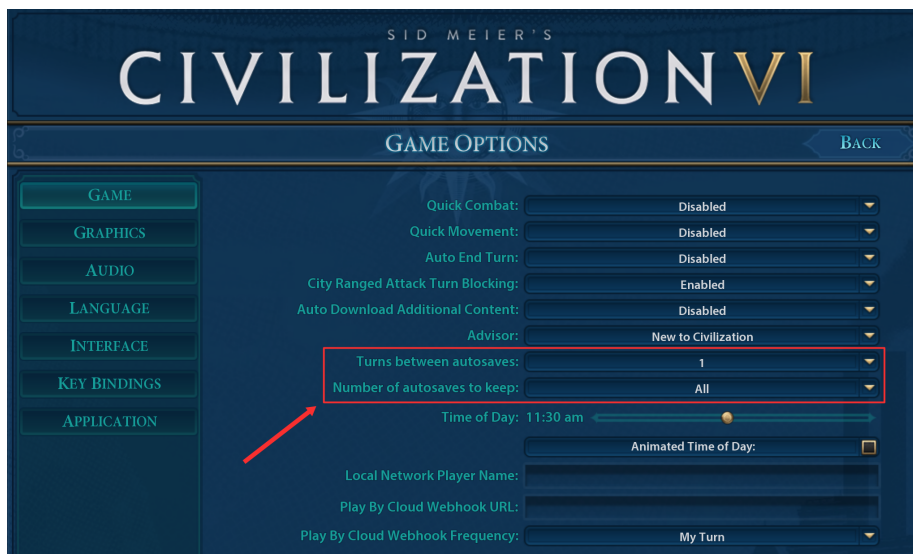 SID MEIER'S
CIVILIZATION VI
GAME OPTIONS
BACK
GAME
GRAPHICS
AUDIO
LANGUAGE
INTERFACE
KEY BINDINGS
APPLICATION
Quick Combat: Disabled
Quick Movement: Disabled
Auto End Turn: Disabled
City Ranged Attack Turn Blocking: Enabled
Auto Download Additional Content: Disabled
Advisor: New to Civilization
Turns between autosaves: 1
Number of autosaves to keep: All
Time of Day: 11:30 am
Animated Time of Day:
Local Network Player Name:
Play By Cloud Webhook URL:
Play By Cloud Webhook Frequency: My Turn